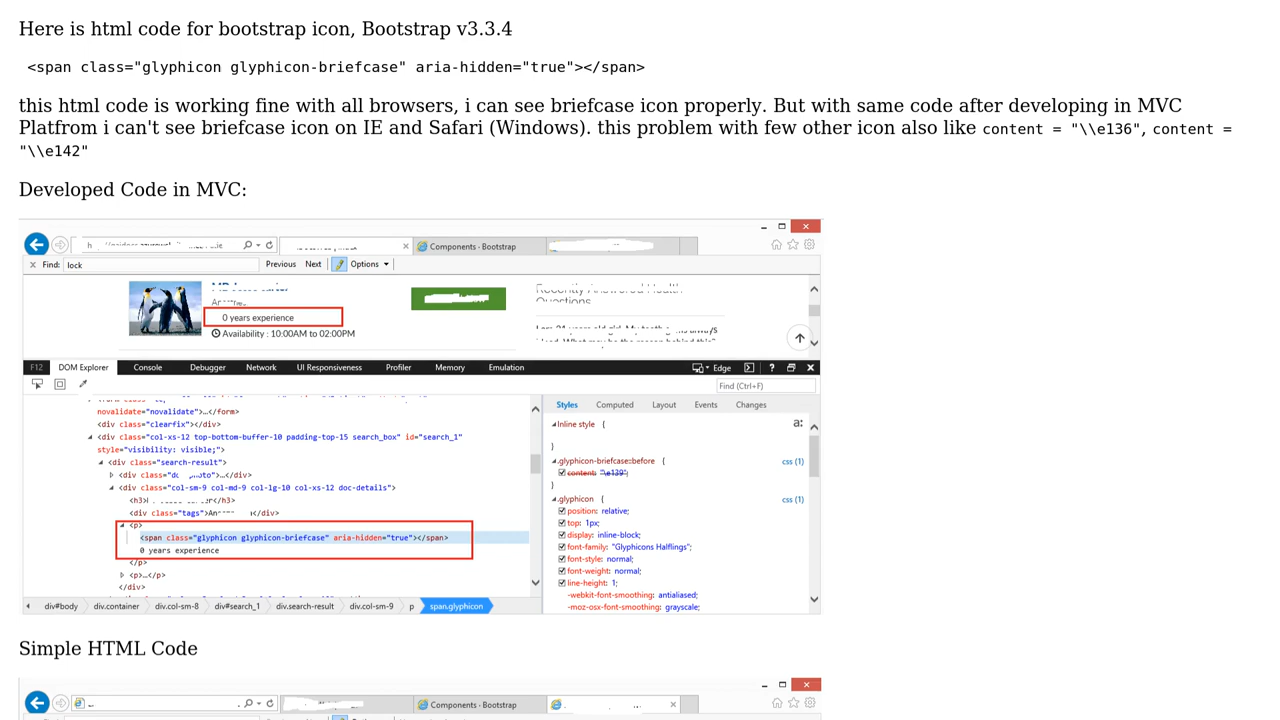 Here is html code for bootstrap icon, Bootstrap v3.3.4
<span class="glyphicon glyphicon-briefcase" aria-hidden="true"></span>
this html code is working fine with all browsers, i can see briefcase icon properly. But with same code after developing in MVC
Platfrom i can't see briefcase icon on IE and Safari (Windows). this problem with few other icon also like content = "\\e136", content =
"\\e142"
Developed Code in MVC:
Components - Bootstrap
Find: lock Previous Next Options
0 years experience
Availability : 10:00AM to 02:00PM
F12 DOM Explorer Console Debugger Network UI Responsiveness Profiler Memory Emulation Edge
Find (Ctrl+F)
Styles Computed Layout Events Changes
novalidate="novalidate">...</form>
<div class="clearfix"></div>
<div class="col-xs-12 top-bottom-buffer-10 padding-top-15 search_box" id="search_1"
style="visibility: visible;">
<div class="search-result">
<div class="
">...</div>
<div class="col-sm-9 col-md-9 col-lg-10 col-xs-12 doc-details">
<h3>
</h3>
<div class="tags">
</div>
<p>
<span class="glyphicon glyphicon-briefcase" aria-hidden="true"></span>
0 years experience
</p>
<p>...</p>
</div>
Inline style {
a:
}
.glyphicon-briefcase::before { css (1)
content: "\e139";
}
.glyphicon { css (1)
position: relative;
top: 1px;
display: inline-block;
font-family: "Glyphicons Halflings";
font-style: normal;
font-weight: normal;
line-height: 1;
-webkit-font-smoothing: antialiased;
-moz-osx-font-smoothing: grayscale;
div#body div.container div.col-sm-8 div#search_1 div.search-result div.col-sm-9 p span.glyphicon
Simple HTML Code
Components - Bootstrap